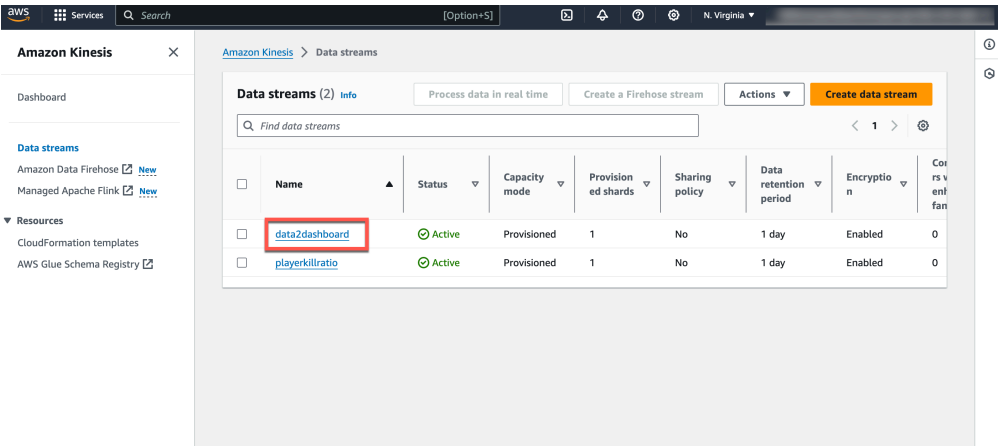 aws
Services
Search
[Option+S]
N. Virginia ▼
Amazon Kinesis
Dashboard
Data streams
Amazon Data Firehose New
Managed Apache Flink New
▼ Resources
CloudFormation templates
AWS Glue Schema Registry
Amazon Kinesis > Data streams
Data streams (2) Info
Process data in real time
Create a Firehose stream
Actions ▼
Create data stream
Find data streams
< 1 >
Name ▲
Status
Capacity
mode
Provision
ed shards
Sharing
policy
Data
retention
period
Encryptio
n
data2dashboard Active Provisioned 1 No 1 day Enabled 0
playerkillratio Active Provisioned 1 No 1 day Enabled 0